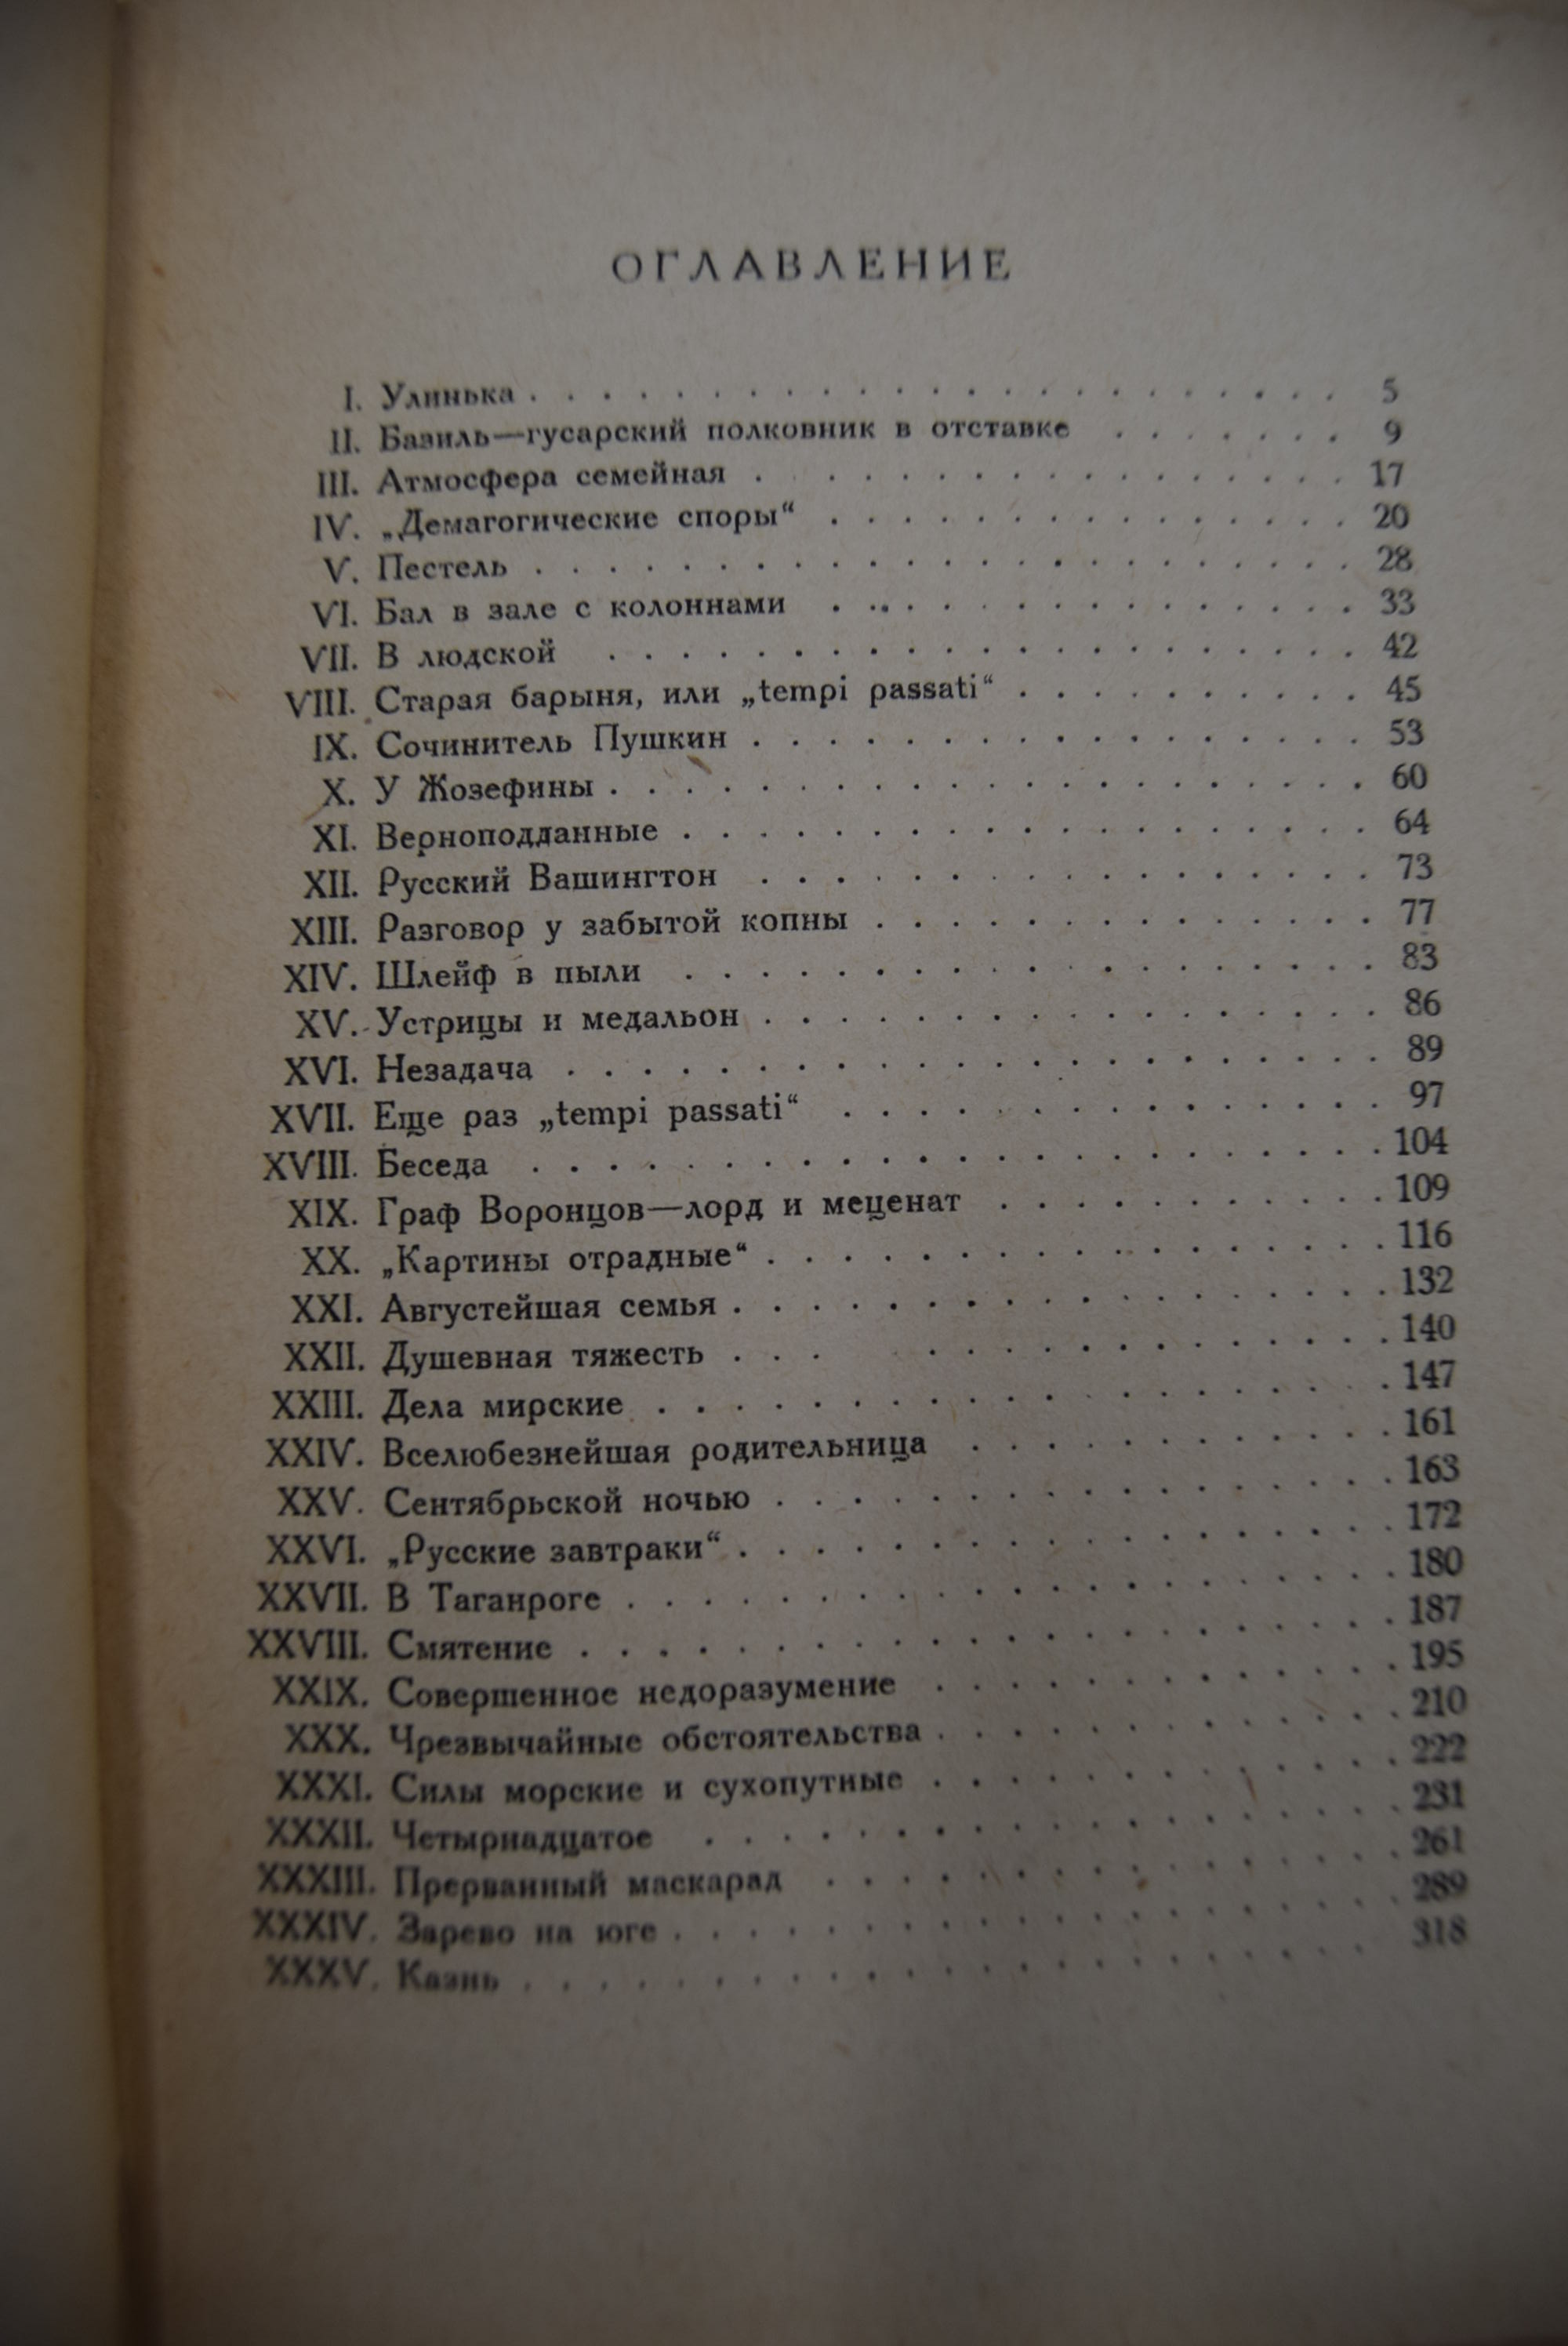 ОГЛАВЛЕНИЕ
I. Улинька . . . . . . . . . . . . . . . . . . . . . . 5
II. Базиль—гусарский полковник в отставке . . . . . . . 9
III. Атмосфера семейная . . . . . . . . . . . . . . . . 17
IV. „Демагогические споры“ . . . . . . . . . . . . . . 20
V. Пестель . . . . . . . . . . . . . . . . . . . . . . 28
VI. Бал в зале с колоннами . . . . . . . . . . . . . . 33
VII. В людской . . . . . . . . . . . . . . . . . . . . 42
VIII. Старая барыня, или „tempi passati“ . . . . . . . . . . 45
IX. Сочинитель Пушкин . . . . . . . . . . . . . . . . 53
X. У Жозефины . . . . . . . . . . . . . . . . . . . . 60
XI. Верноподданные . . . . . . . . . . . . . . . . . . 64
XII. Русский Вашингтон . . . . . . . . . . . . . . . . 73
XIII. Разговор у забытой копны . . . . . . . . . . . . . . 77
XIV. Шлейф в пыли . . . . . . . . . . . . . . . . . . 83
XV. Устрицы и медальон . . . . . . . . . . . . . . . . 86
XVI. Незадача . . . . . . . . . . . . . . . . . . . . . 89
XVII. Еще раз „tempi passati“ . . . . . . . . . . . . . . 97
XVIII. Беседа . . . . . . . . . . . . . . . . . . . . . . 104
XIX. Граф Воронцов—лорд и меценат . . . . . . . . . . . 109
XX. „Картины отрадные“ . . . . . . . . . . . . . . . . 116
XXI. Августейшая семья . . . . . . . . . . . . . . . . . 132
XXII. Душевная тяжесть . . . . . . . . . . . . . . . . 140
XXIII. Дела мирские . . . . . . . . . . . . . . . . . . 147
XXIV. Вселюбезнейшая родительница . . . . . . . . . . . 161
XXV. Сентябрьской ночью . . . . . . . . . . . . . . . . 163
XXVI. „Русские завтраки“ . . . . . . . . . . . . . . . . . 172
XXVII. В Таганроге . . . . . . . . . . . . . . . . . . . . 180
XXVIII. Смятение . . . . . . . . . . . . . . . . . . . . . 187
XXIX. Совершенное недоразумение . . . . . . . . . . . . 195
XXX. Чрезвычайные обстоятельства . . . . . . . . . . . . 210
XXXI. Силы морские и сухопутные . . . . . . . . . . . . 222
XXXII. Четырнадцатое . . . . . . . . . . . . . . . . . . 231
XXXIII. Прерванный маскарад . . . . . . . . . . . . . . . 261
XXXIV. Зарево на юге . . . . . . . . . . . . . . . . . . . 289
XXXV. Казнь . . . . . . . . . . . . . . . . . . . . . . 318